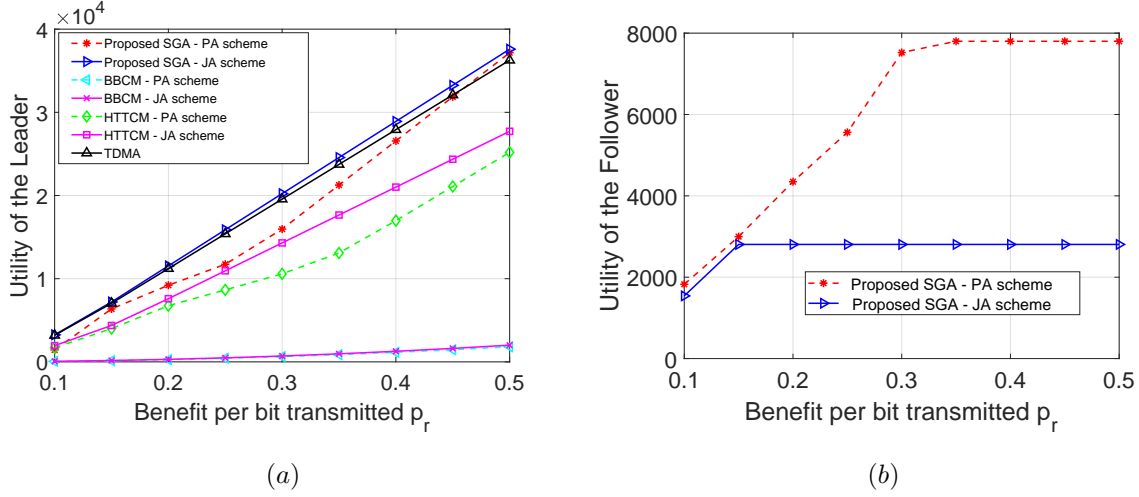 ×10⁴
Utility of the Leader
4
3
2
1
0
Proposed SGA - PA scheme
Proposed SGA - JA scheme
BBCM - PA scheme
BBCM - JA scheme
HTTCM - PA scheme
HTTCM - JA scheme
TDMA
0.1 0.2 0.3 0.4 0.5
Benefit per bit transmitted p_r
(a)
Utility of the Follower
8000
6000
4000
2000
0
Proposed SGA - PA scheme
Proposed SGA - JA scheme
0.1 0.2 0.3 0.4 0.5
Benefit per bit transmitted p_r
(b)